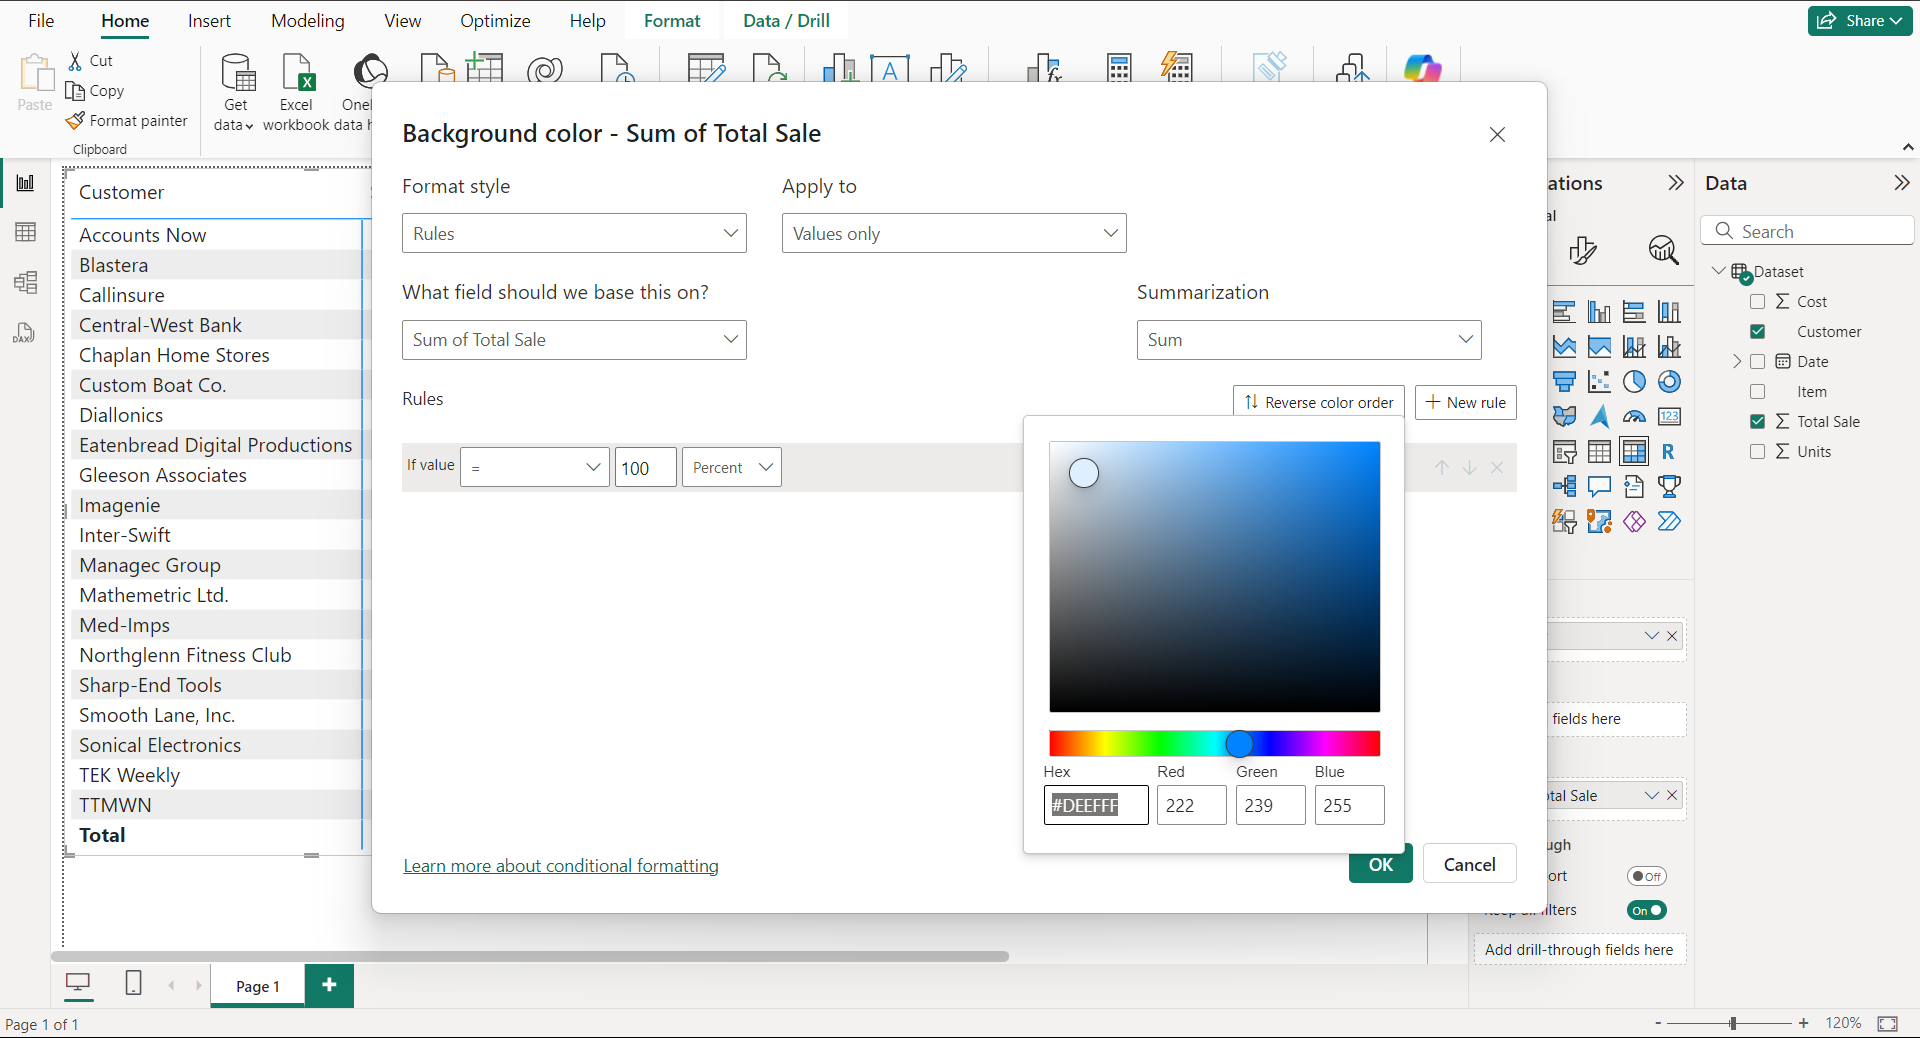 File Home Insert Modeling View Optimize Help Format Data / Drill Share
Paste
Cut
Copy
Format painter
Clipboard
Get
data
Excel
workbook
data
Background color - Sum of Total Sale
Format style
Rules
Apply to
Values only
What field should we base this on?
Sum of Total Sale
Summarization
Sum
Rules
Reverse color order
New rule
If value = 100 Percent
Hex Red Green Blue
#DEEFFF 222 239 255
Learn more about conditional formatting
OK
Cancel
Customer
Accounts Now
Blastera
Callinsure
Central-West Bank
Chaplan Home Stores
Custom Boat Co.
Diallonics
Eatenbread Digital Productions
Gleeson Associates
Imagenie
Inter-Swift
Managec Group
Mathemetric Ltd.
Med-Imps
Northglenn Fitness Club
Sharp-End Tools
Smooth Lane, Inc.
Sonical Electronics
TEK Weekly
TTMWN
Total
DAX
A
fx
ations
al
123
R
fields here
tal Sale
ugh
ort
Off
filters
On
Add drill-through fields here
Data
Search
Dataset
Cost
Customer
Date
Item
Total Sale
Units
Page 1
Page 1 of 1
- + 120%